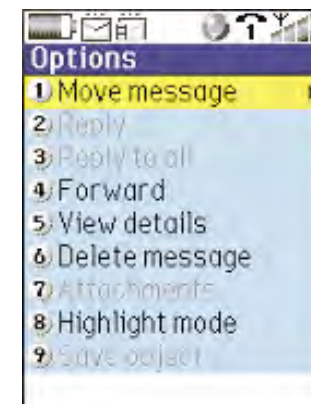 Options
1 Move message
2 Reply
3 Reply to all
4 Forward
5 View details
6 Delete message
7 Attachments
8 Highlight mode
9 Save object